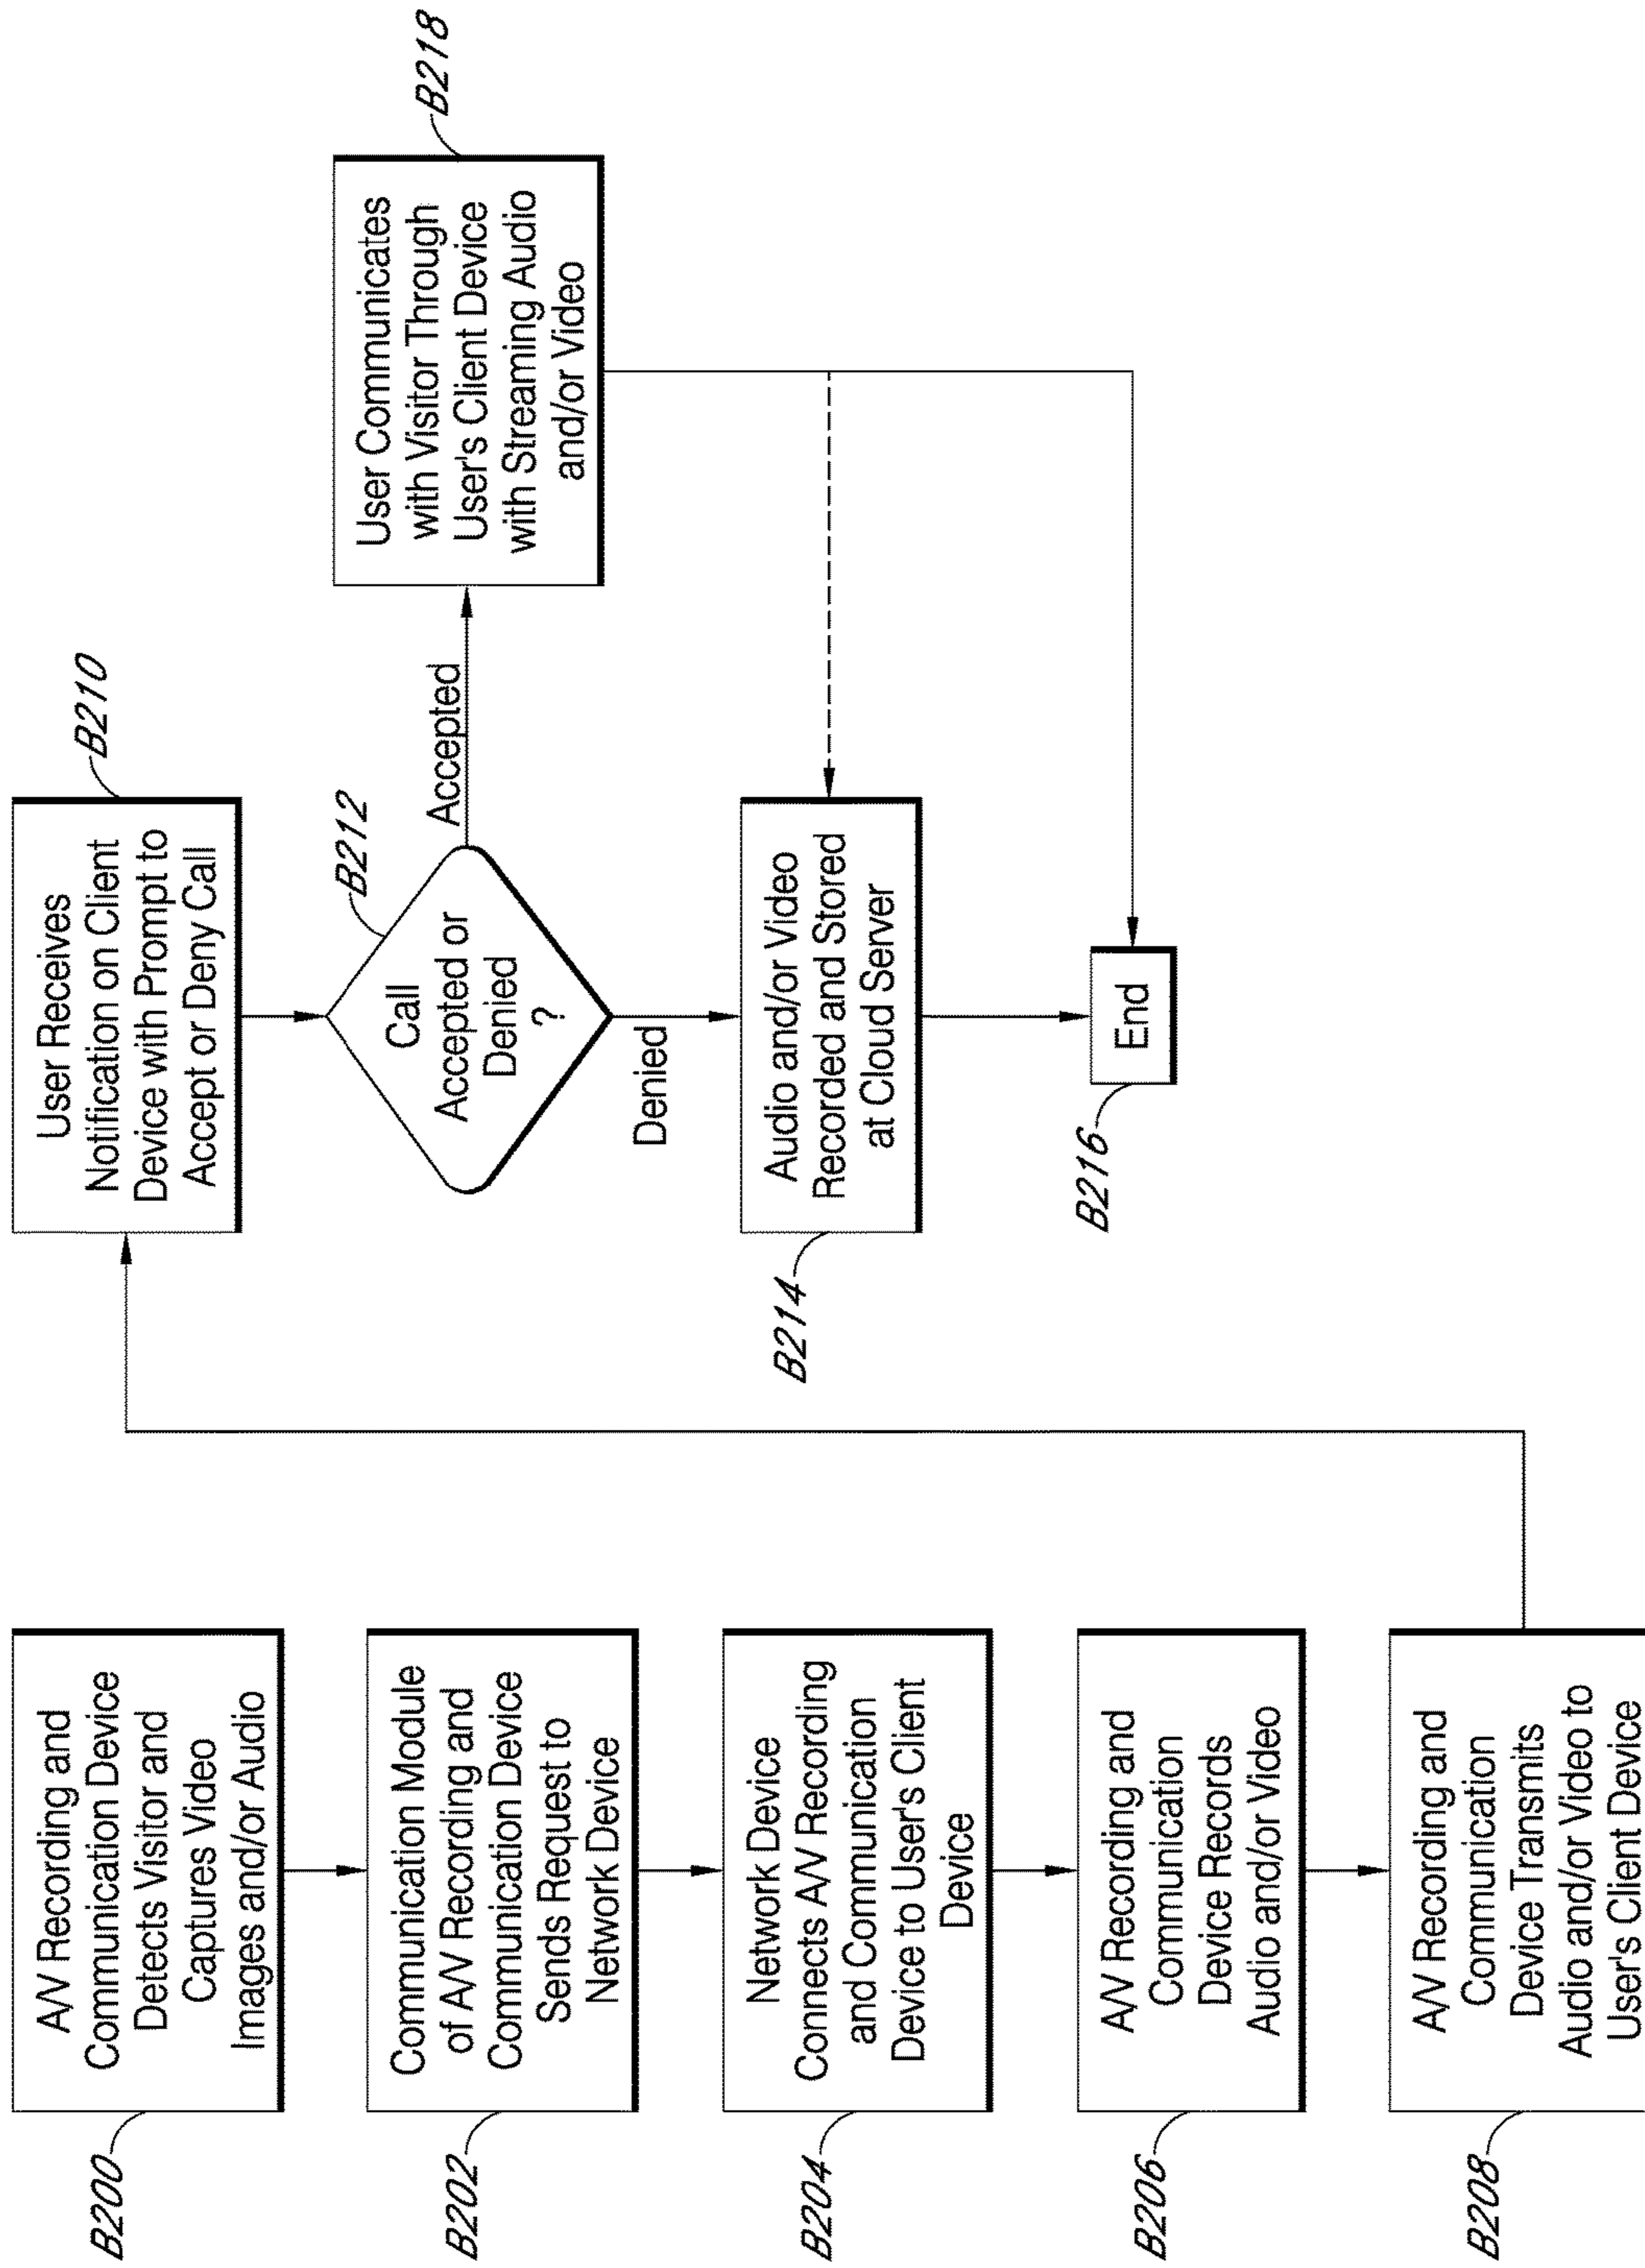 B200
A/V Recording and
Communication Device
Detects Visitor and
Captures Video
Images and/or Audio
B202
Communication Module
of A/V Recording and
Communication Device
Sends Request to
Network Device
B204
Network Device
Connects A/V Recording
and Communication
Device to User's Client
Device
B206
A/V Recording and
Communication
Device Records
Audio and/or Video
B208
A/V Recording and
Communication
Device Transmits
Audio and/or Video to
User's Client Device
B210
User Receives
Notification on Client
Device with Prompt to
Accept or Deny Call
B212
Call
Accepted or
Denied
?
Accepted
Denied
B218
User Communicates
with Visitor Through
User's Client Device
with Streaming Audio
and/or Video
B214
Audio and/or Video
Recorded and Stored
at Cloud Server
B216
End